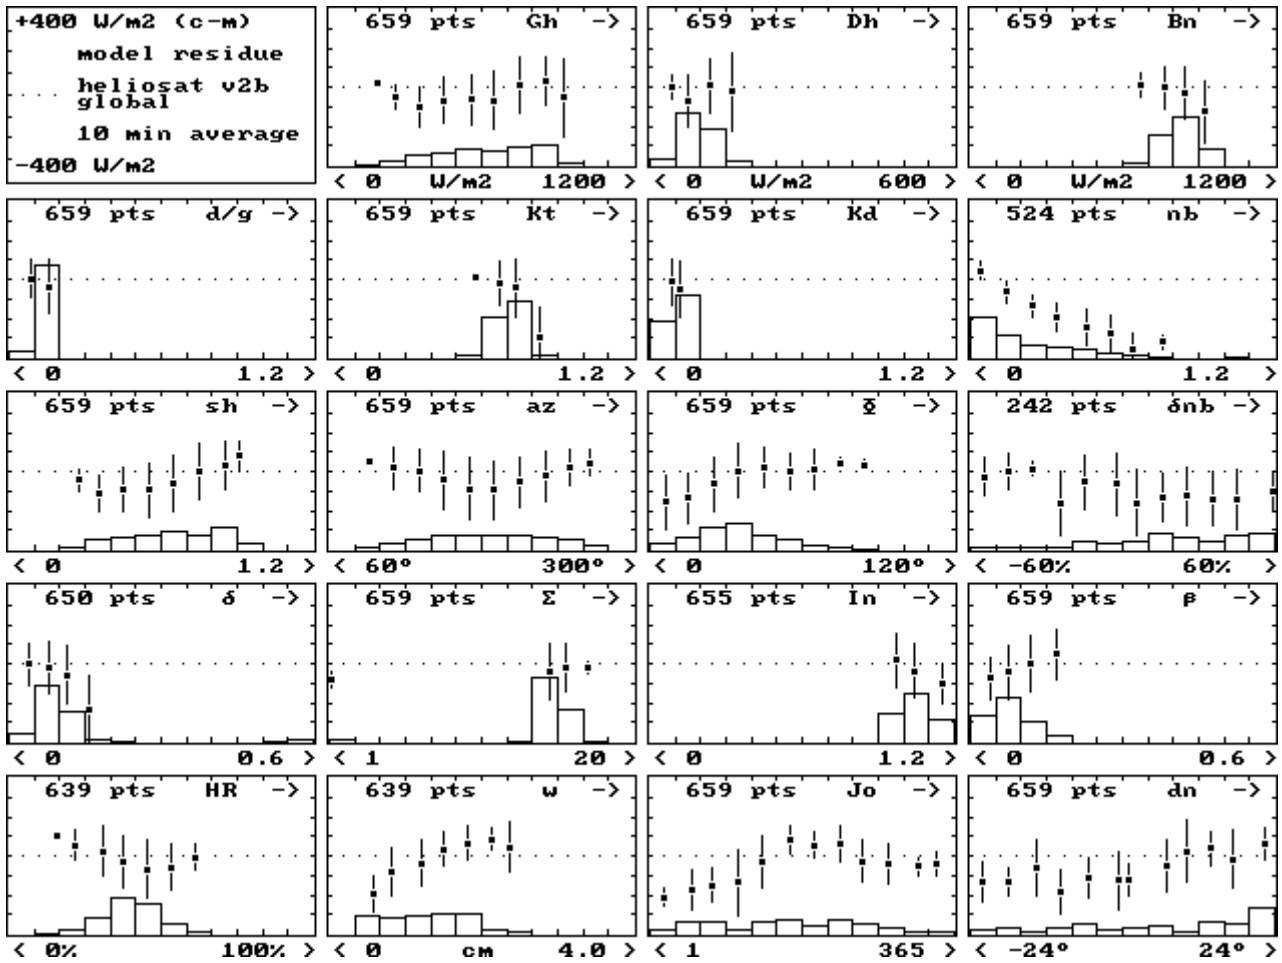 +400 W/m2 (c-m)
model residue
heliosat v2b
global
10 min average
-400 W/m2
659 pts Gh ->
< 0 W/m2 1200 >
659 pts Dh ->
< 0 W/m2 600 >
659 pts Bn ->
< 0 W/m2 1200 >
659 pts d/g ->
< 0 1.2 >
659 pts Kt ->
< 0 1.2 >
659 pts Kd ->
< 0 1.2 >
524 pts nb ->
< 0 1.2 >
659 pts sh ->
< 0 1.2 >
659 pts az ->
< 60° 300° >
659 pts Φ ->
< 0 120° >
242 pts δnb ->
< -60% 60% >
650 pts δ ->
< 0 0.6 >
659 pts Σ ->
< 1 20 >
655 pts In ->
< 0 1.2 >
659 pts β ->
< 0 0.6 >
639 pts HR ->
< 0% 100% >
639 pts w ->
< 0 cm 4.0 >
659 pts Jo ->
< 1 365 >
659 pts dn ->
< -24° 24° >